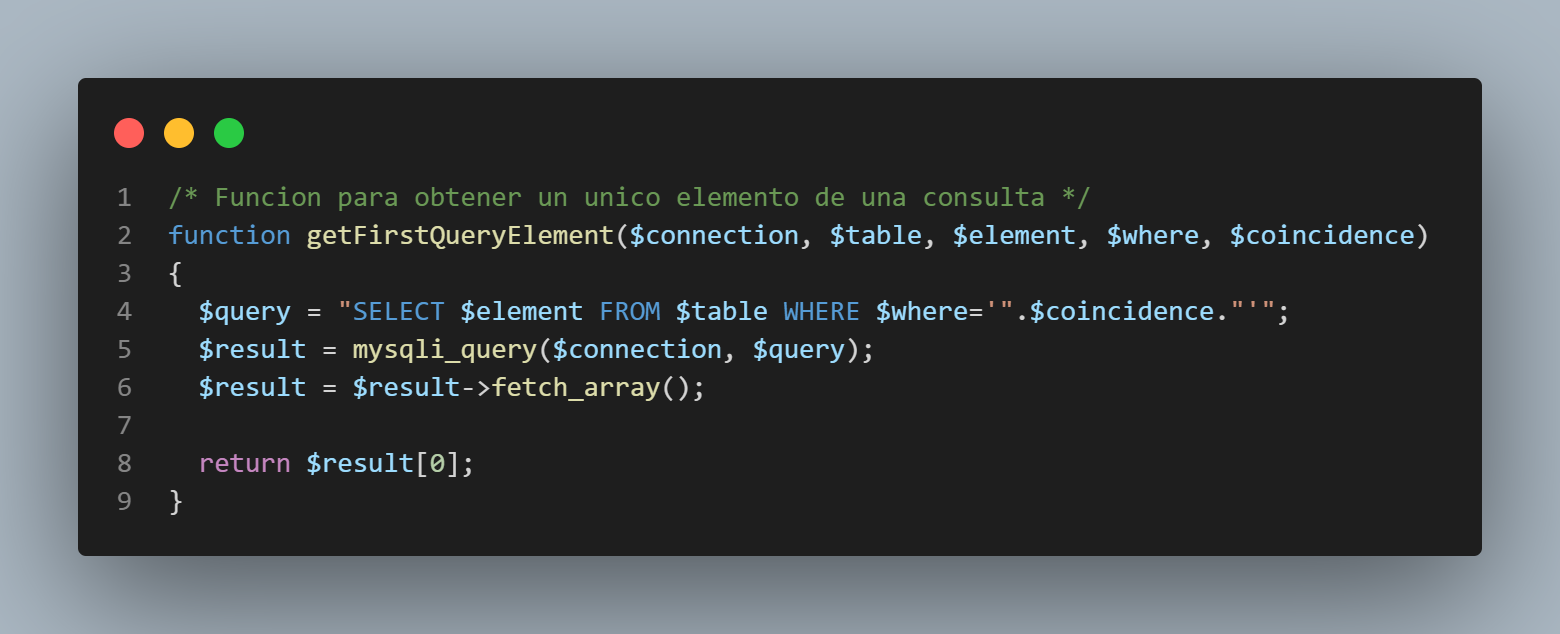 1 /* Funcion para obtener un unico elemento de una consulta */
2 function getFirstQueryElement($connection, $table, $element, $where, $coincidence)
3 {
4   $query = "SELECT $element FROM $table WHERE $where='".$coincidence."'";
5   $result = mysqli_query($connection, $query);
6   $result = $result->fetch_array();
7
8   return $result[0];
9 }